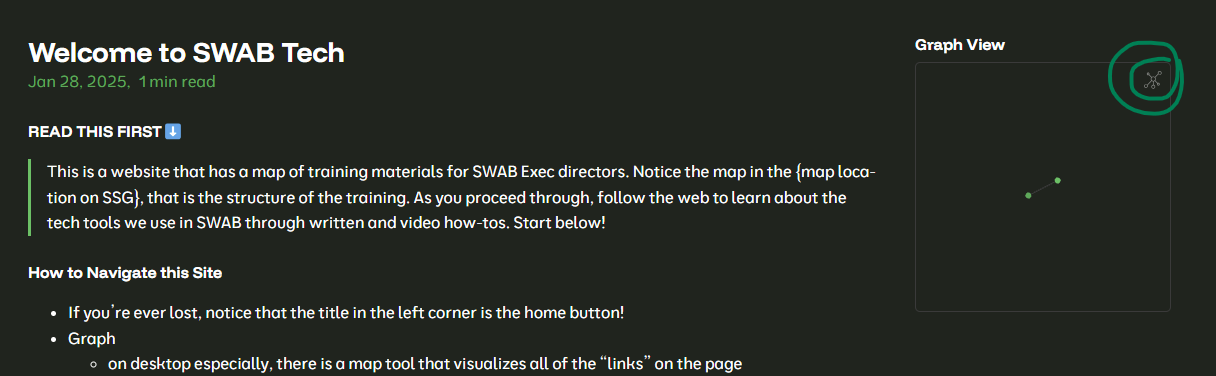 Welcome to SWAB Tech
Jan 28, 2025, 1 min read
READ THIS FIRST ⬇️
This is a website that has a map of training materials for SWAB Exec directors. Notice the map in the {map loca-
tion on SSG}, that is the structure of the training. As you proceed through, follow the web to learn about the
tech tools we use in SWAB through written and video how-tos. Start below!
How to Navigate this Site
• If you're ever lost, notice that the title in the left corner is the home button!
• Graph
◦ on desktop especially, there is a map tool that visualizes all of the “links” on the page
Graph View